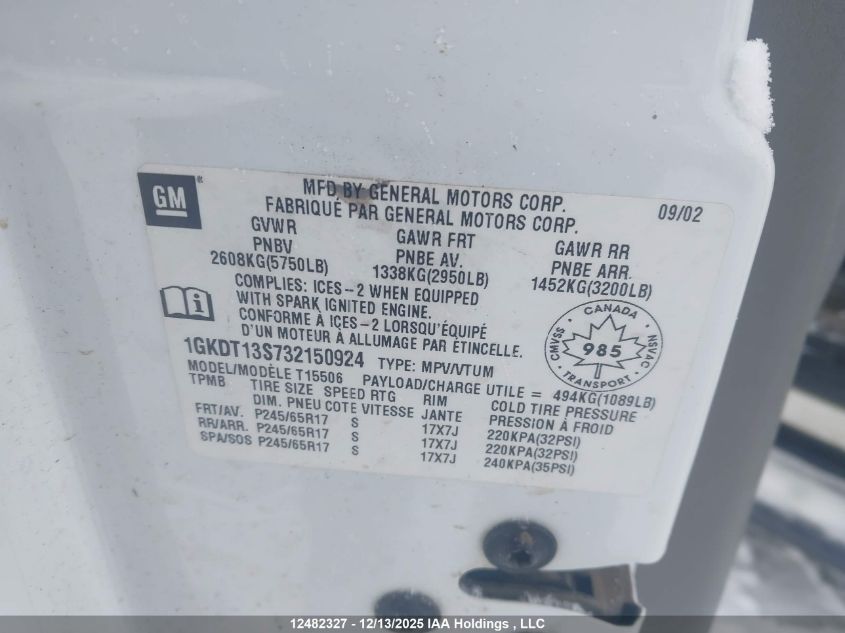 GM®
MFD BY GENERAL MOTORS CORP.
FABRIQUÉ PAR GENERAL MOTORS CORP.
09/02
GVWR GAWR FRT GAWR RR
PNBV PNBE AV. PNBE ARR.
2608KG(5750LB) 1338KG(2950LB) 1452KG(3200LB)
COMPLIES: ICES-2 WHEN EQUIPPED
WITH SPARK IGNITED ENGINE.
CONFORME À ICES-2 LORSQU'ÉQUIPÉ
D'UN MOTEUR À ALLUMAGE PAR ÉTINCELLE.
CANADA
CMVSS 985 NSVAC
TRANSPORT
1GKDT13S732150924 TYPE: MPV/VTUM
MODEL/MODÈLE T15506 PAYLOAD/CHARGE UTILE = 494KG(1089LB)
TPMB TIRE SIZE SPEED RTG RIM COLD TIRE PRESSURE
DIM. PNEU COTE VITESSE JANTE PRESSION À FROID
FRT/AV. P245/65R17 S 17X7J 220KPA(32PSI)
RR/ARR. P245/65R17 S 17X7J 220KPA(32PSI)
SPA/SOS P245/65R17 S 17X7J 240KPA(35PSI)
12482327 - 12/13/2025 IAA Holdings, LLC